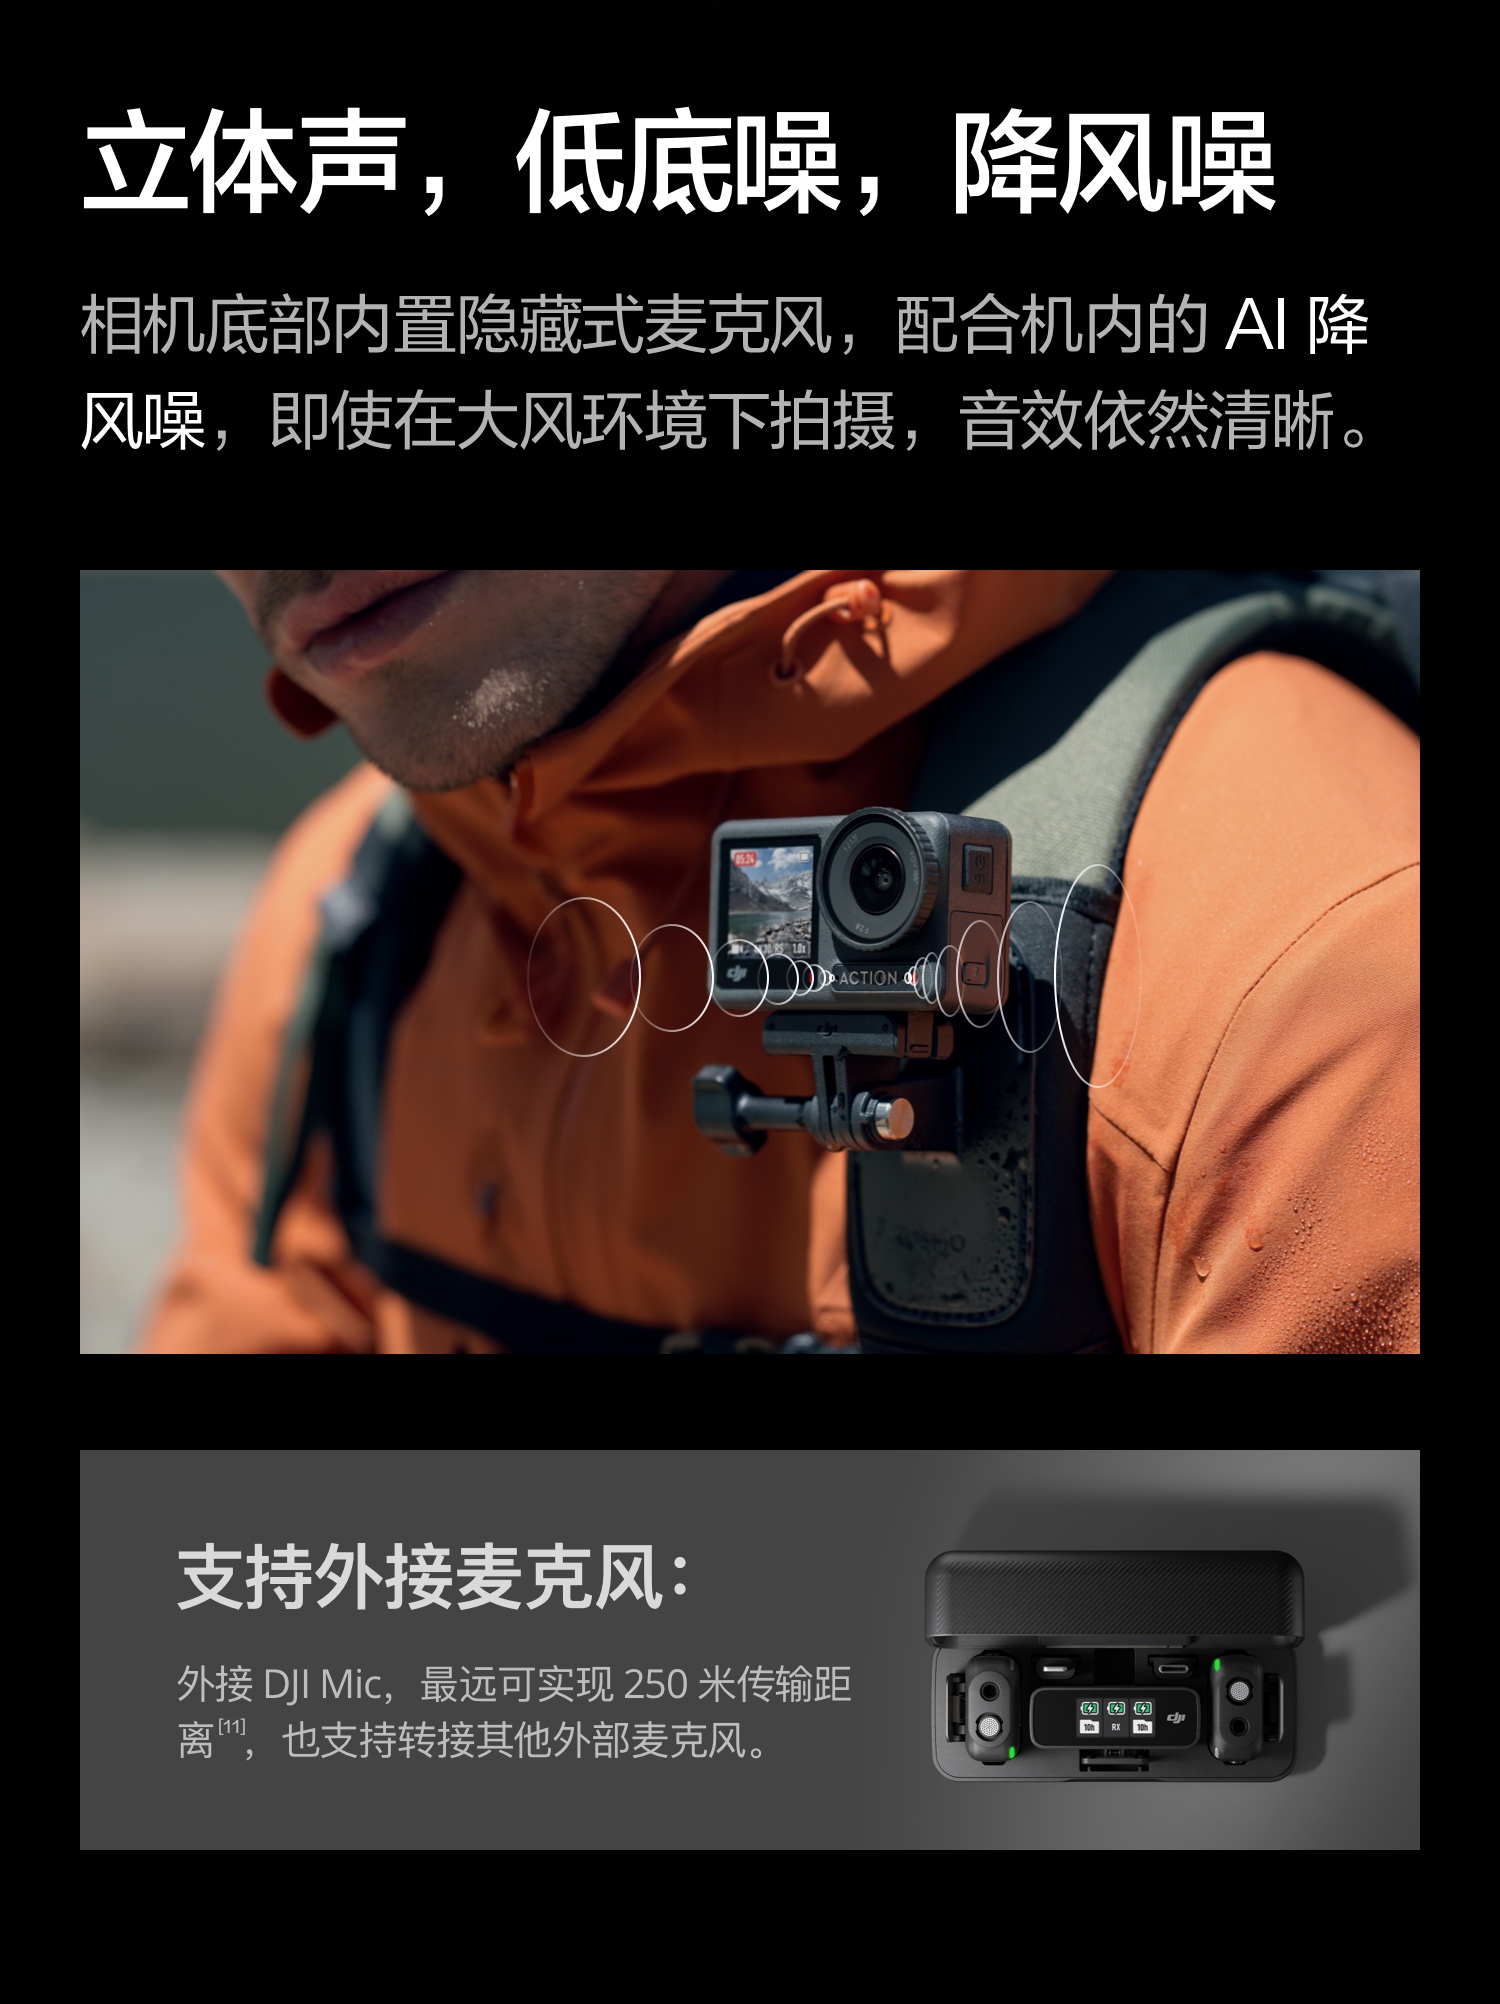 立体声，低底噪，降风噪
相机底部内置隐藏式麦克风，配合机内的 AI 降
风噪，即使在大风环境下拍摄，音效依然清晰。
05:24
1.0x
dji
ACTION
支持外接麦克风：
外接 DJI Mic，最远可实现 250 米传输距
离[11]，也支持转接其他外部麦克风。
10h RX 10h
dji